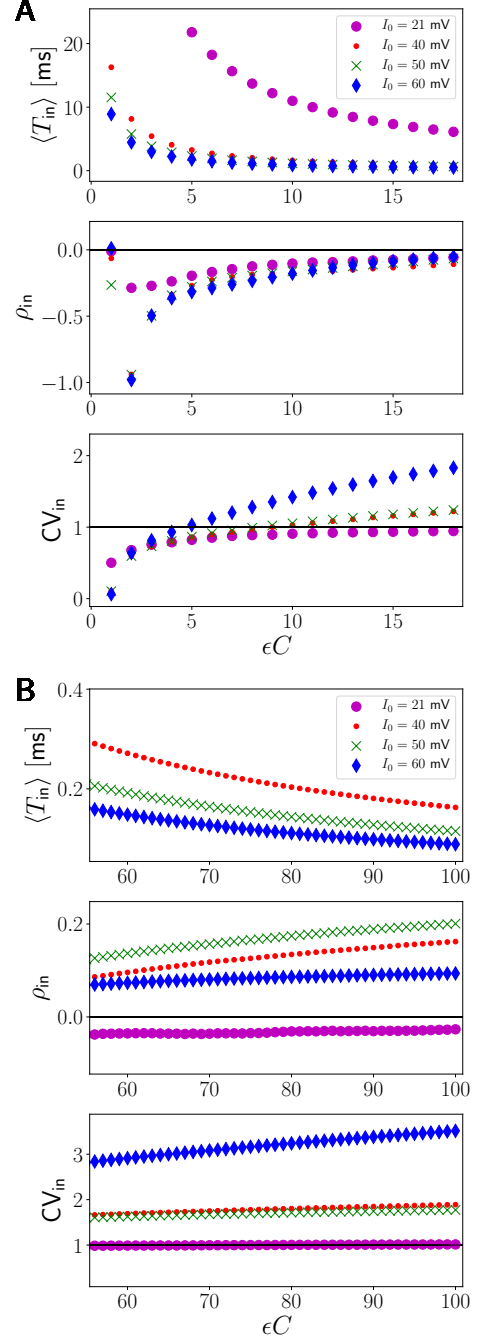 A
20
10
0
⟨T_in⟩ [ms]
I_0 = 21 mV
I_0 = 40 mV
I_0 = 50 mV
I_0 = 60 mV
0 5 10 15
0.0
−0.5
−1.0
ρ_in
0 5 10 15
2
1
0
CV_in
0 5 10 15
ϵC
B
0.4
0.2
⟨T_in⟩ [ms]
I_0 = 21 mV
I_0 = 40 mV
I_0 = 50 mV
I_0 = 60 mV
60 70 80 90 100
0.2
0.0
ρ_in
60 70 80 90 100
3
2
1
CV_in
60 70 80 90 100
ϵC